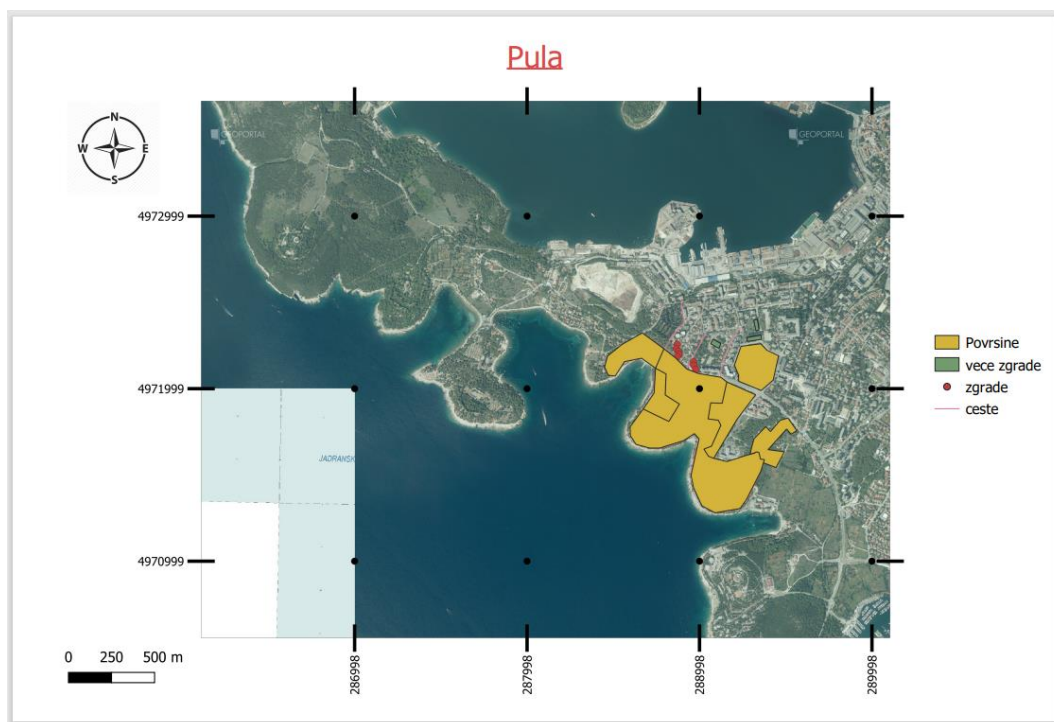 Pula
N
W E
S
GEOPORTAL
GEOPORTAL
4972999
4971999
4970999
JADRANSK
Povrsine
vece zgrade
zgrade
ceste
0 250 500 m
286998
287998
288998
289998